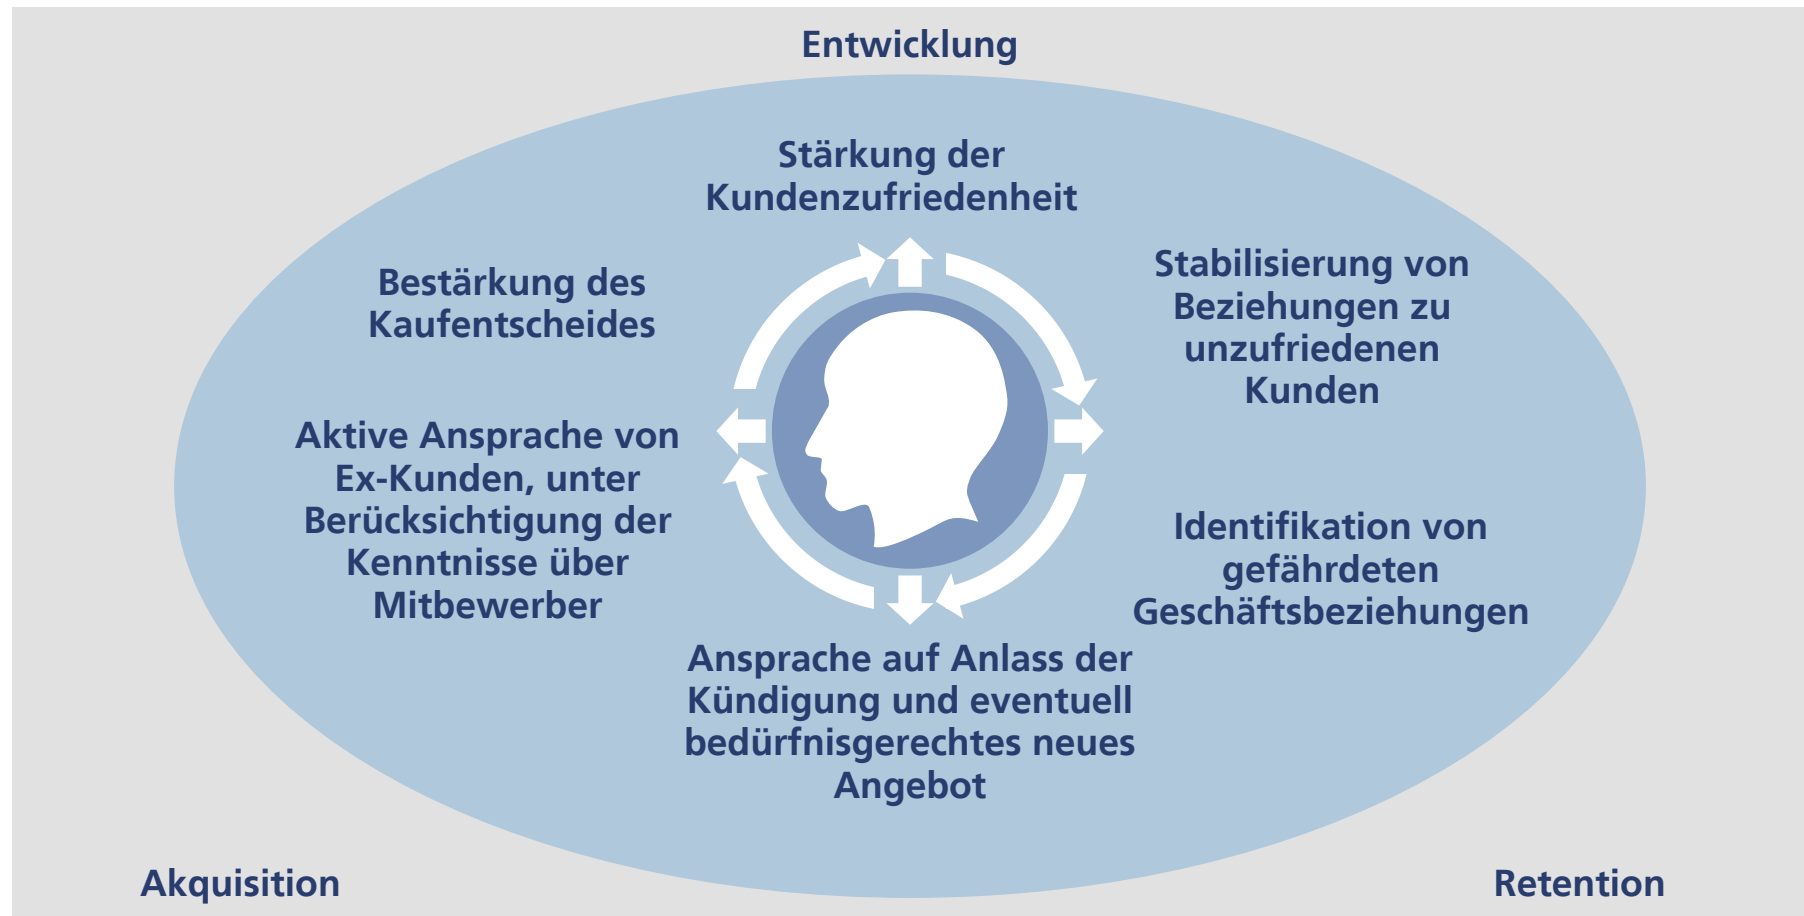 Entwicklung
Stärkung der
Kundenzufriedenheit
Bestärkung des
Kaufentscheides
Stabilisierung von
Beziehungen zu
unzufriedenen
Kunden
Aktive Ansprache von
Ex-Kunden, unter
Berücksichtigung der
Kenntnisse über
Mitbewerber
Identifikation von
gefährdeten
Geschäftsbeziehungen
Ansprache auf Anlass der
Kündigung und eventuell
bedürfnisgerechtes neues
Angebot
Akquisition
Retention